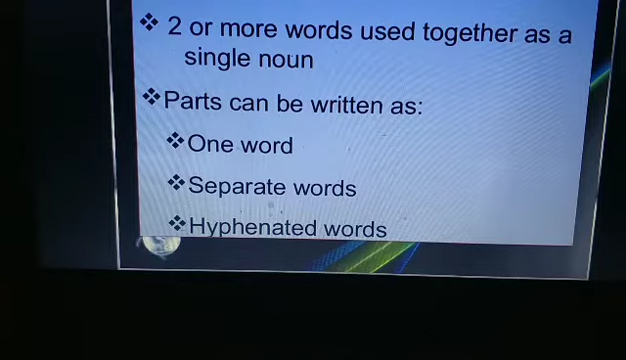 ❖ 2 or more words used together as a
single noun
❖Parts can be written as:
❖One word
❖Separate words
❖Hyphenated words